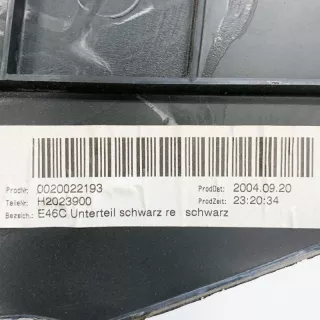 ProdNr: 0020022193 ProdDat: 2004.09.20
TeileNr: H2023900 ProdZeit: 23:20:34
Bezeich.: E46C Unterteil schwarz re schwarz